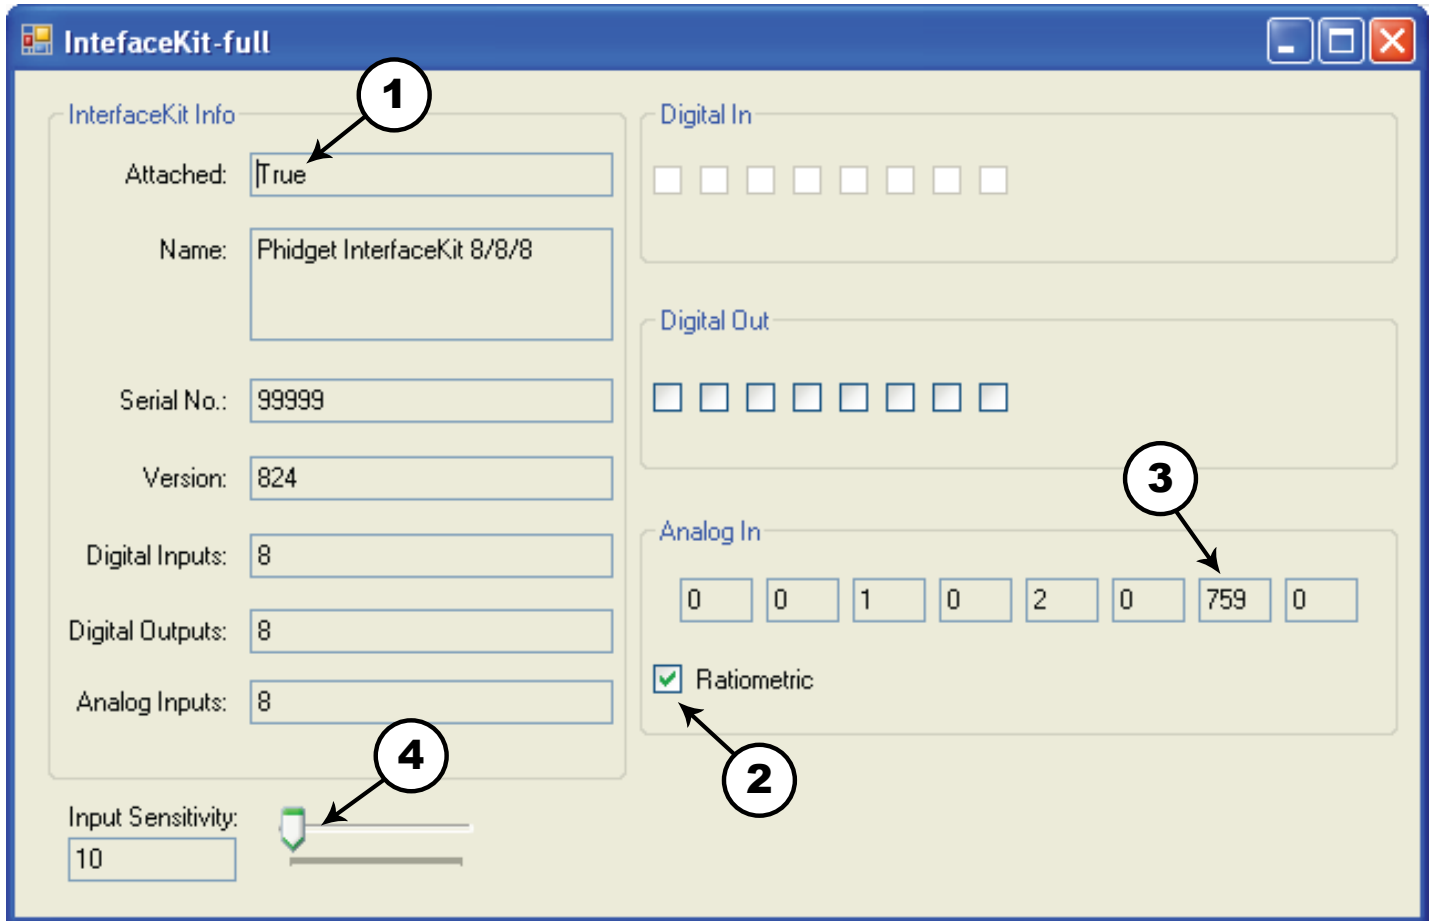 IntefaceKit-full
1
InterfaceKit Info
Attached: True
Name: Phidget InterfaceKit 8/8/8
Serial No.: 99999
Version: 824
Digital Inputs: 8
Digital Outputs: 8
Analog Inputs: 8
4
Input Sensitivity:
10
Digital In
Digital Out
3
Analog In
0 0 1 0 2 0 759 0
Ratiometric
2